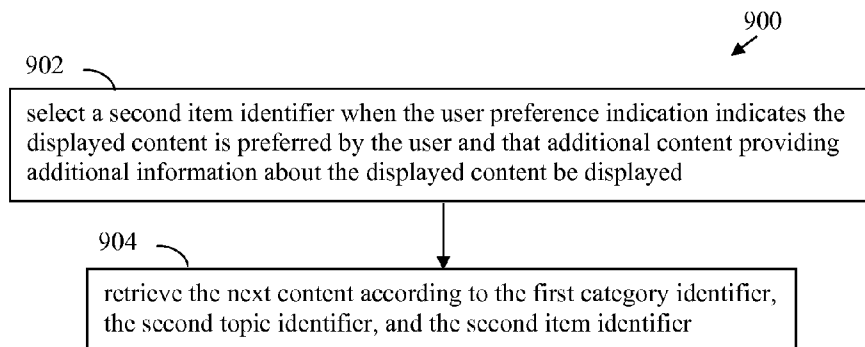 900
902
select a second item identifier when the user preference indication indicates the
displayed content is preferred by the user and that additional content providing
additional information about the displayed content be displayed
904
retrieve the next content according to the first category identifier,
the second topic identifier, and the second item identifier